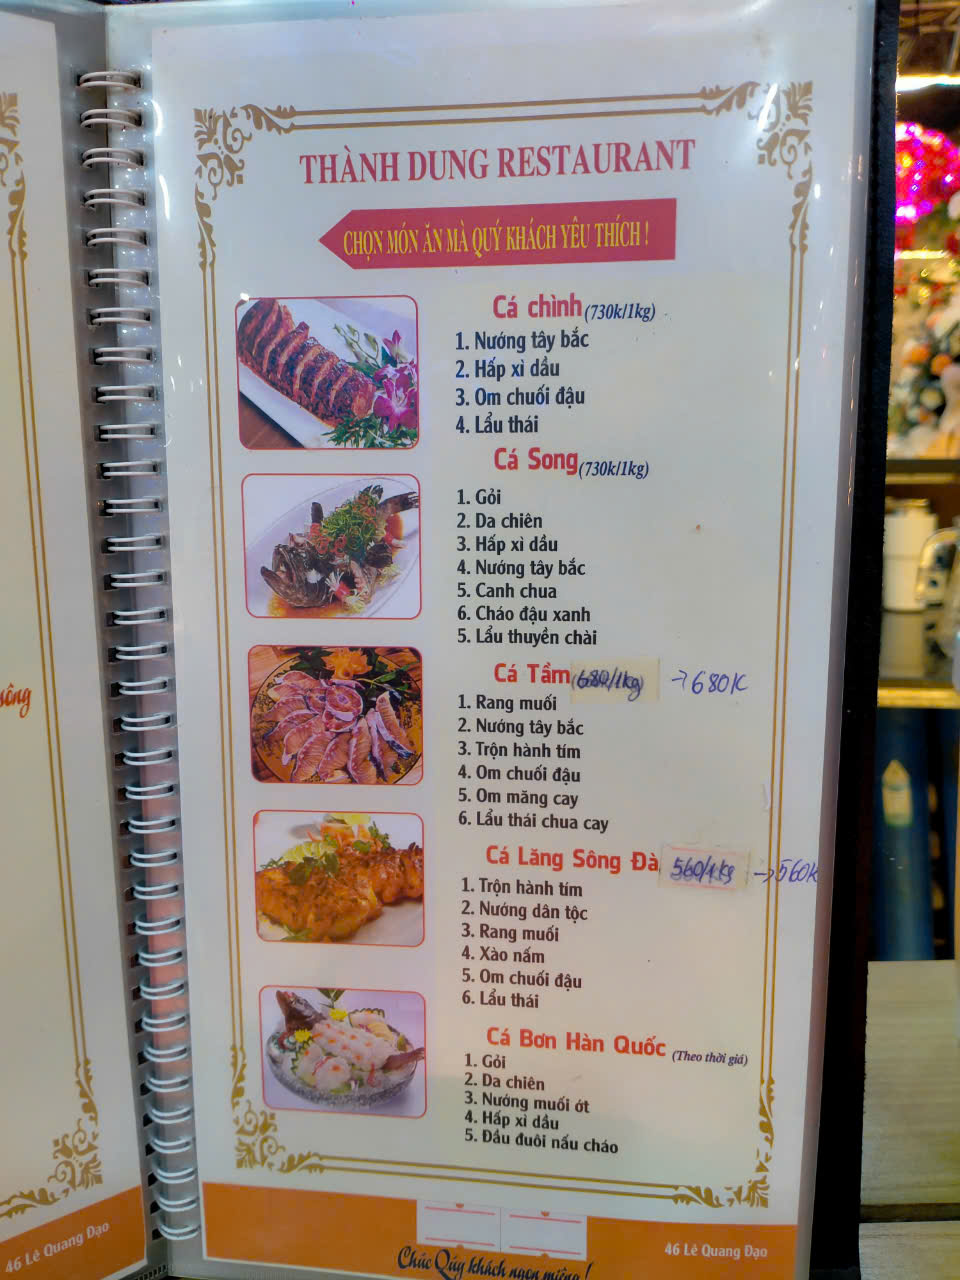 THÀNH DUNG RESTAURANT
CHỌN MÓN ĂN MÀ QUÝ KHÁCH YÊU THÍCH !
Cá chình (730k/1kg)
1. Nướng tây bắc
2. Hấp xì dầu
3. Om chuối đậu
4. Lẩu thái
Cá Song (730k/1kg)
1. Gỏi
2. Da chiên
3. Hấp xì dầu
4. Nướng tây bắc
5. Canh chua
6. Cháo đậu xanh
5. Lẩu thuyền chài
sông
Cá Tầm 680/1kg → 680K
1. Rang muối
2. Nướng tây bắc
3. Trộn hành tím
4. Om chuối đậu
5. Om măng cay
6. Lẩu thái chua cay
Cá Lăng Sông Đà 560/1kg → 560K
1. Trộn hành tím
2. Nướng dân tộc
3. Rang muối
4. Xào nấm
5. Om chuối đậu
6. Lẩu thái
Cá Bơn Hàn Quốc (Theo thời giá)
1. Gỏi
2. Da chiên
3. Nướng muối ớt
4. Hấp xì dầu
5. Đầu đuôi nấu cháo
46 Lê Quang Đạo
Chúc Quý khách ngon miệng !
46 Lê Quang Đạo